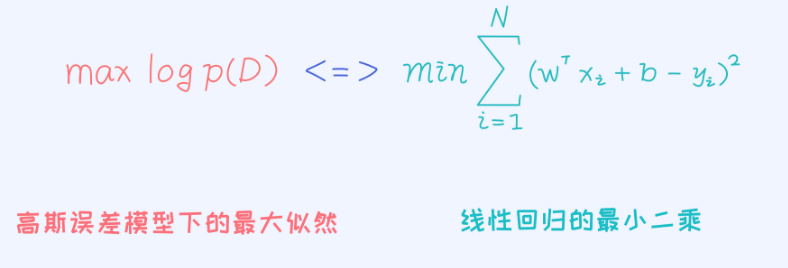 max log p(D) <=> min ∑_{i=1}^{N} (w^T x_i + b - y_i)^2
高斯误差模型下的最大似然
线性回归的最小二乘